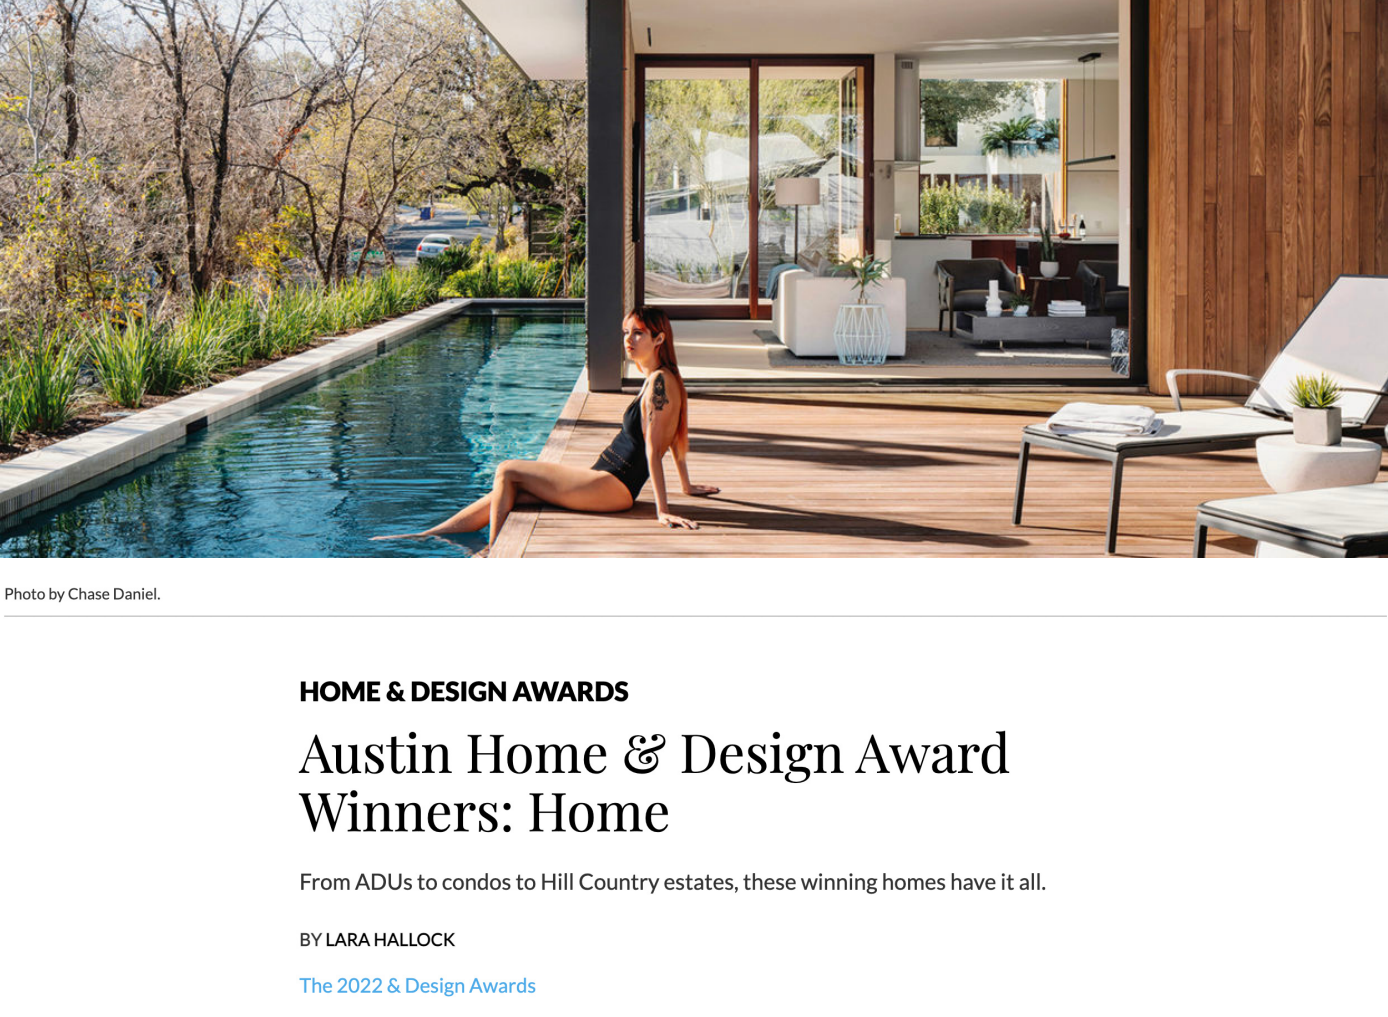 Photo by Chase Daniel.
HOME & DESIGN AWARDS
Austin Home & Design Award
Winners: Home
From ADUs to condos to Hill Country estates, these winning homes have it all.
BY LARA HALLOCK
The 2022 & Design Awards